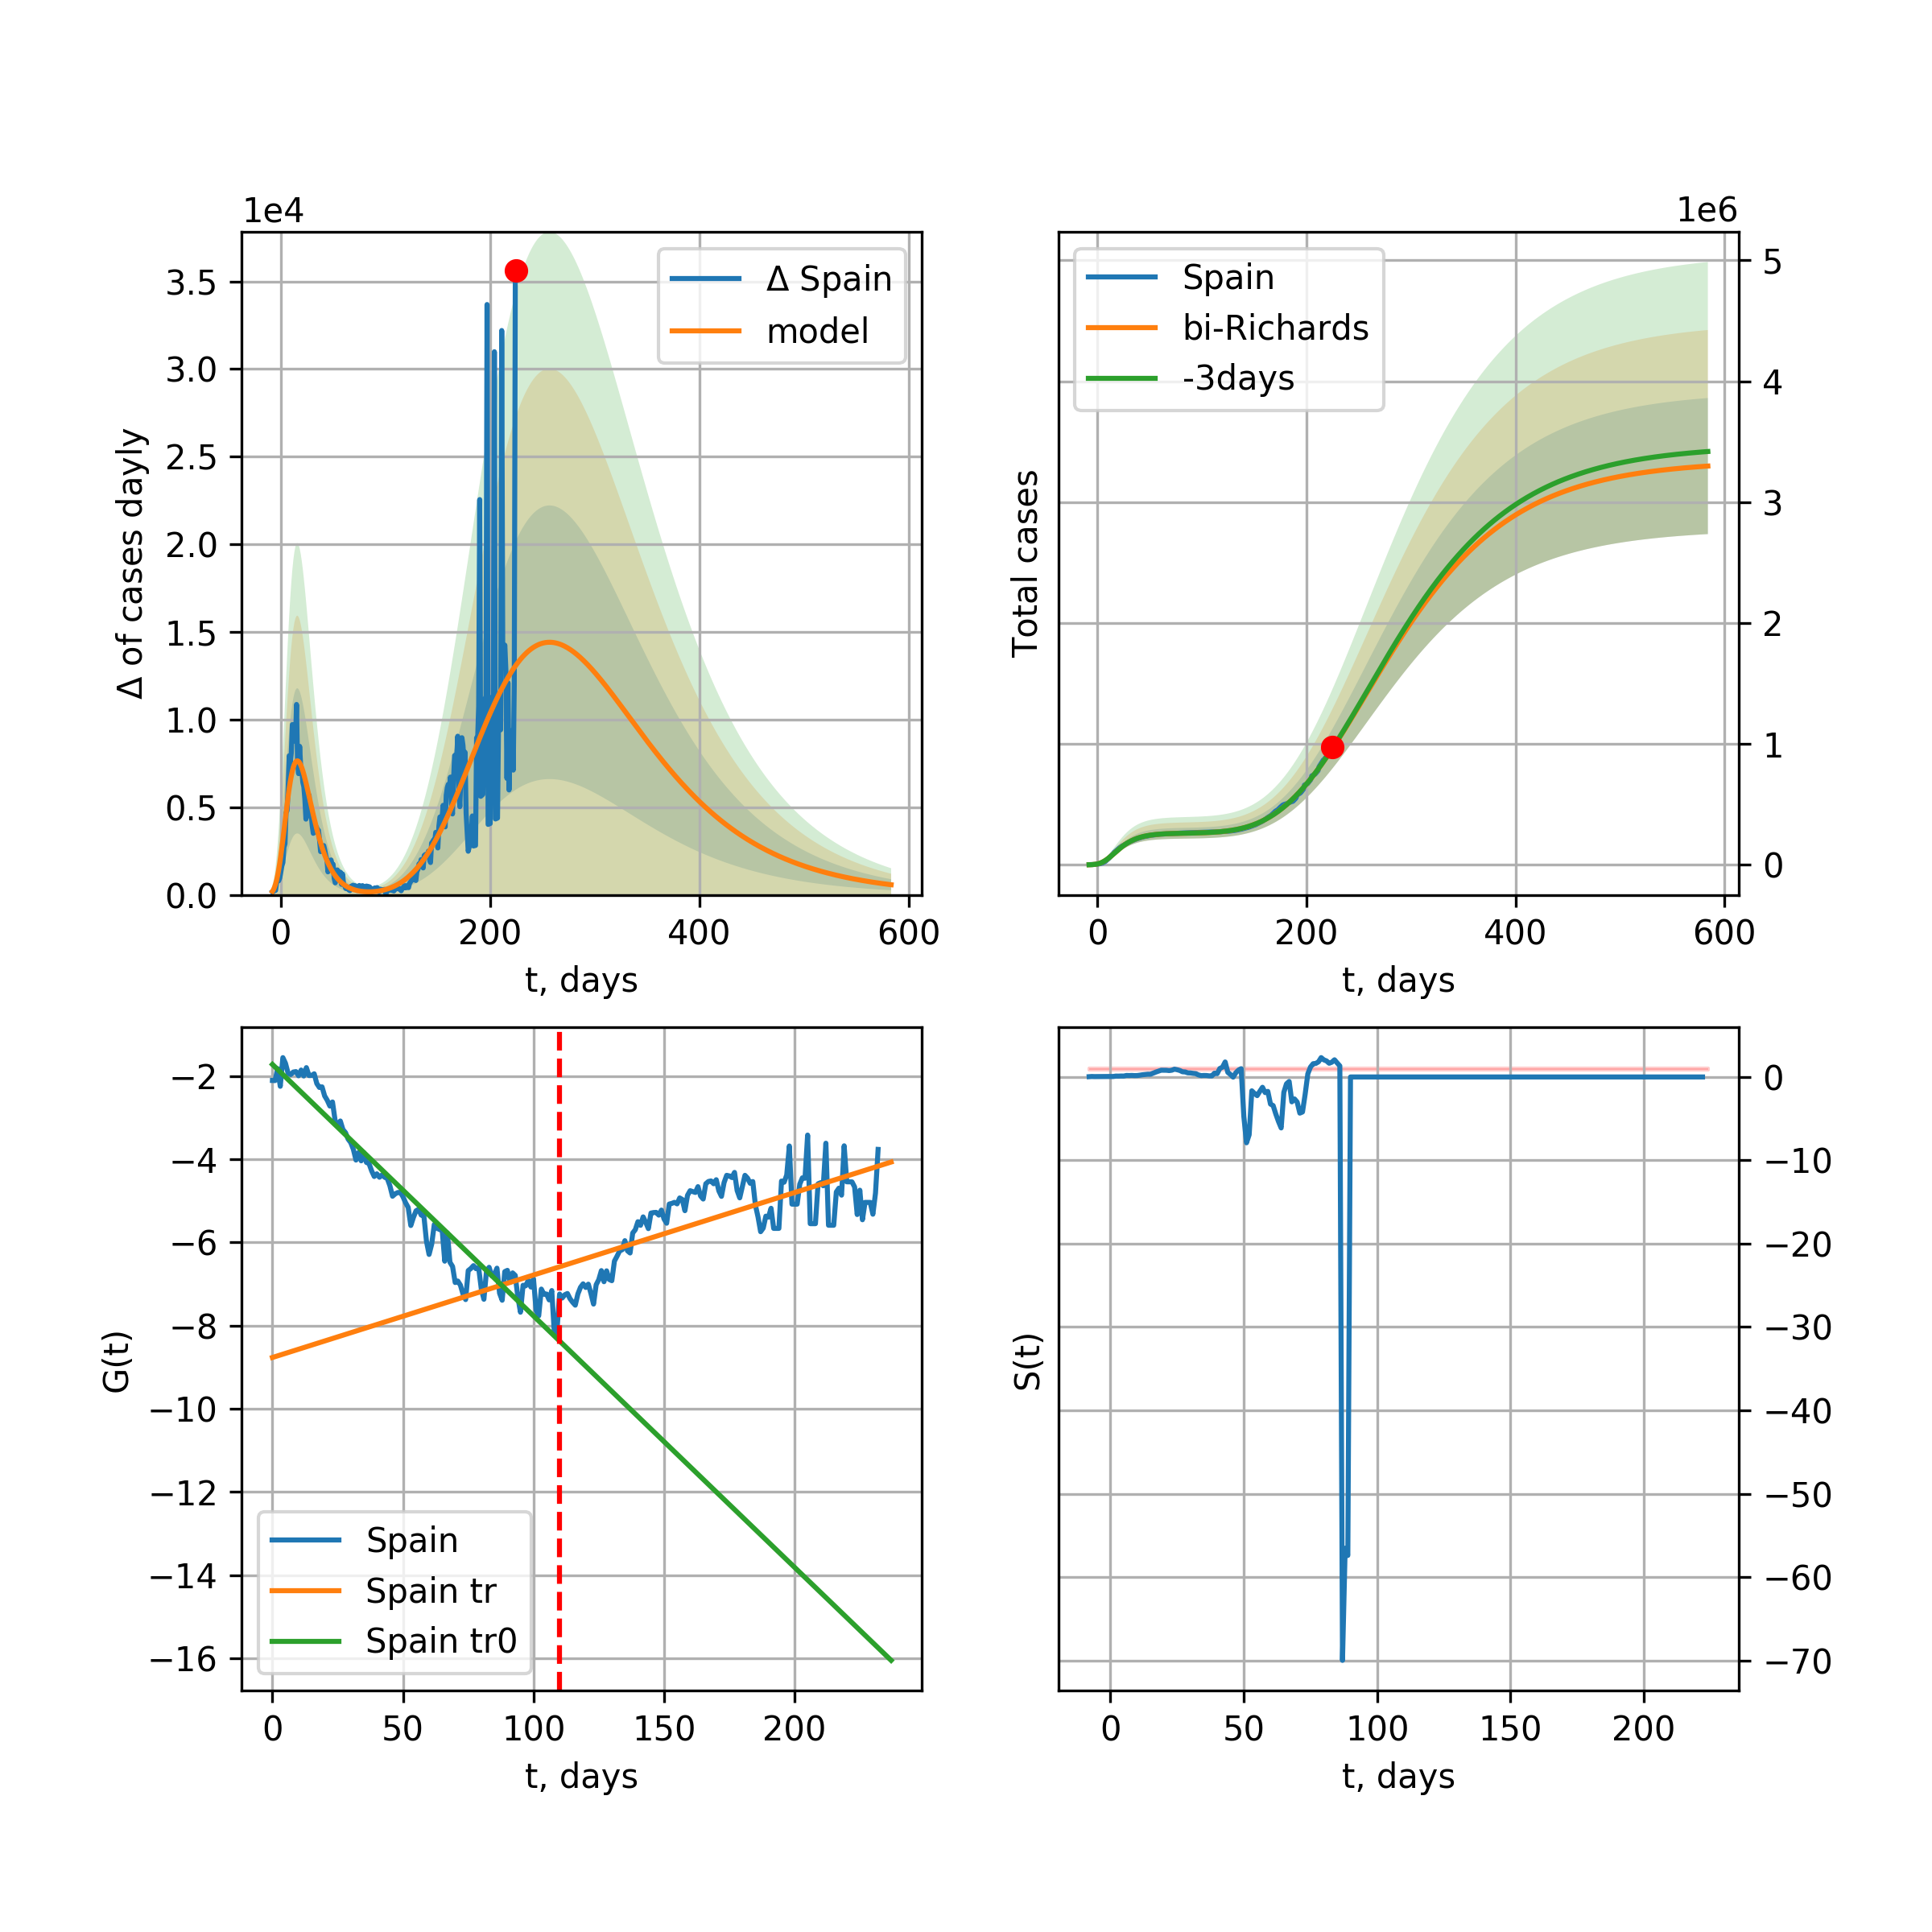 1e4
Δ of cases dayly
3.5
3.0
2.5
2.0
1.5
1.0
0.5
0.0
0 200 400 600
t, days
Δ Spain
model
1e6
Total cases
5
4
3
2
1
0
0 200 400 600
t, days
Spain
bi-Richards
-3days
G(t)
−2
−4
−6
−8
−10
−12
−14
−16
0 50 100 150 200
t, days
Spain
Spain tr
Spain tr0
S(t)
0
−10
−20
−30
−40
−50
−60
−70
0 50 100 150 200
t, days